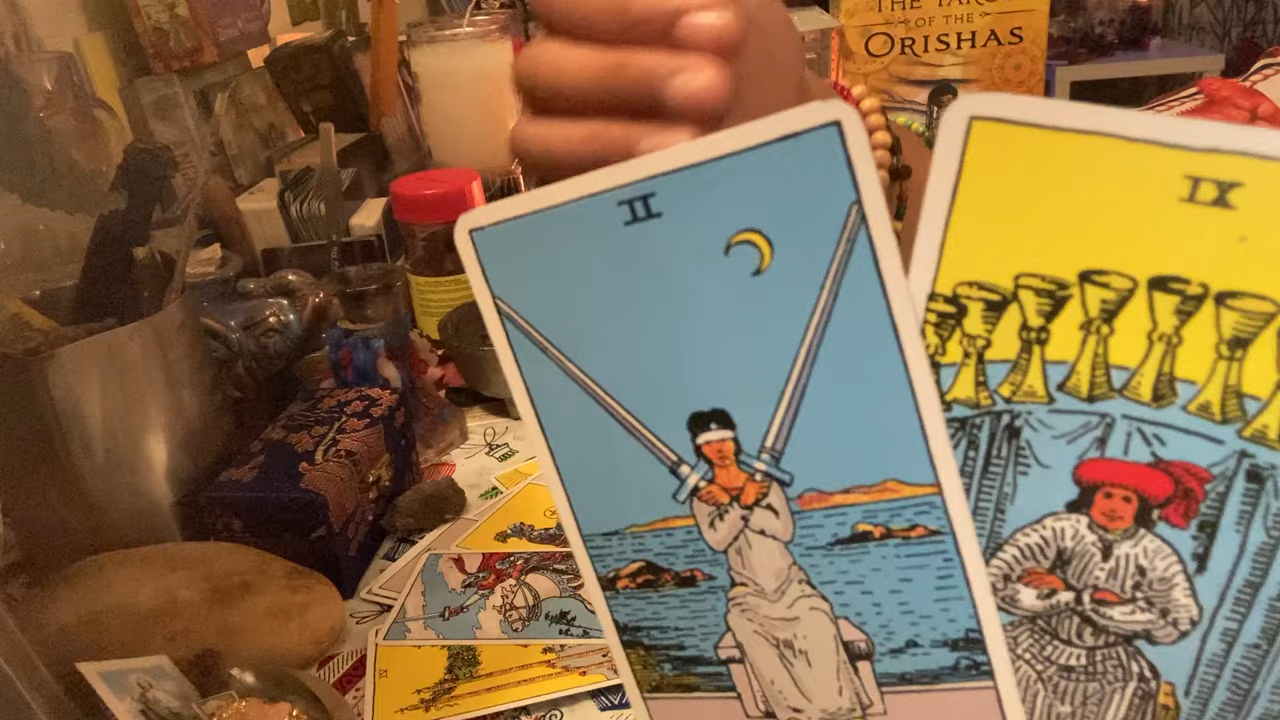 THE TAROT
OF THE
ORISHAS
II
IX